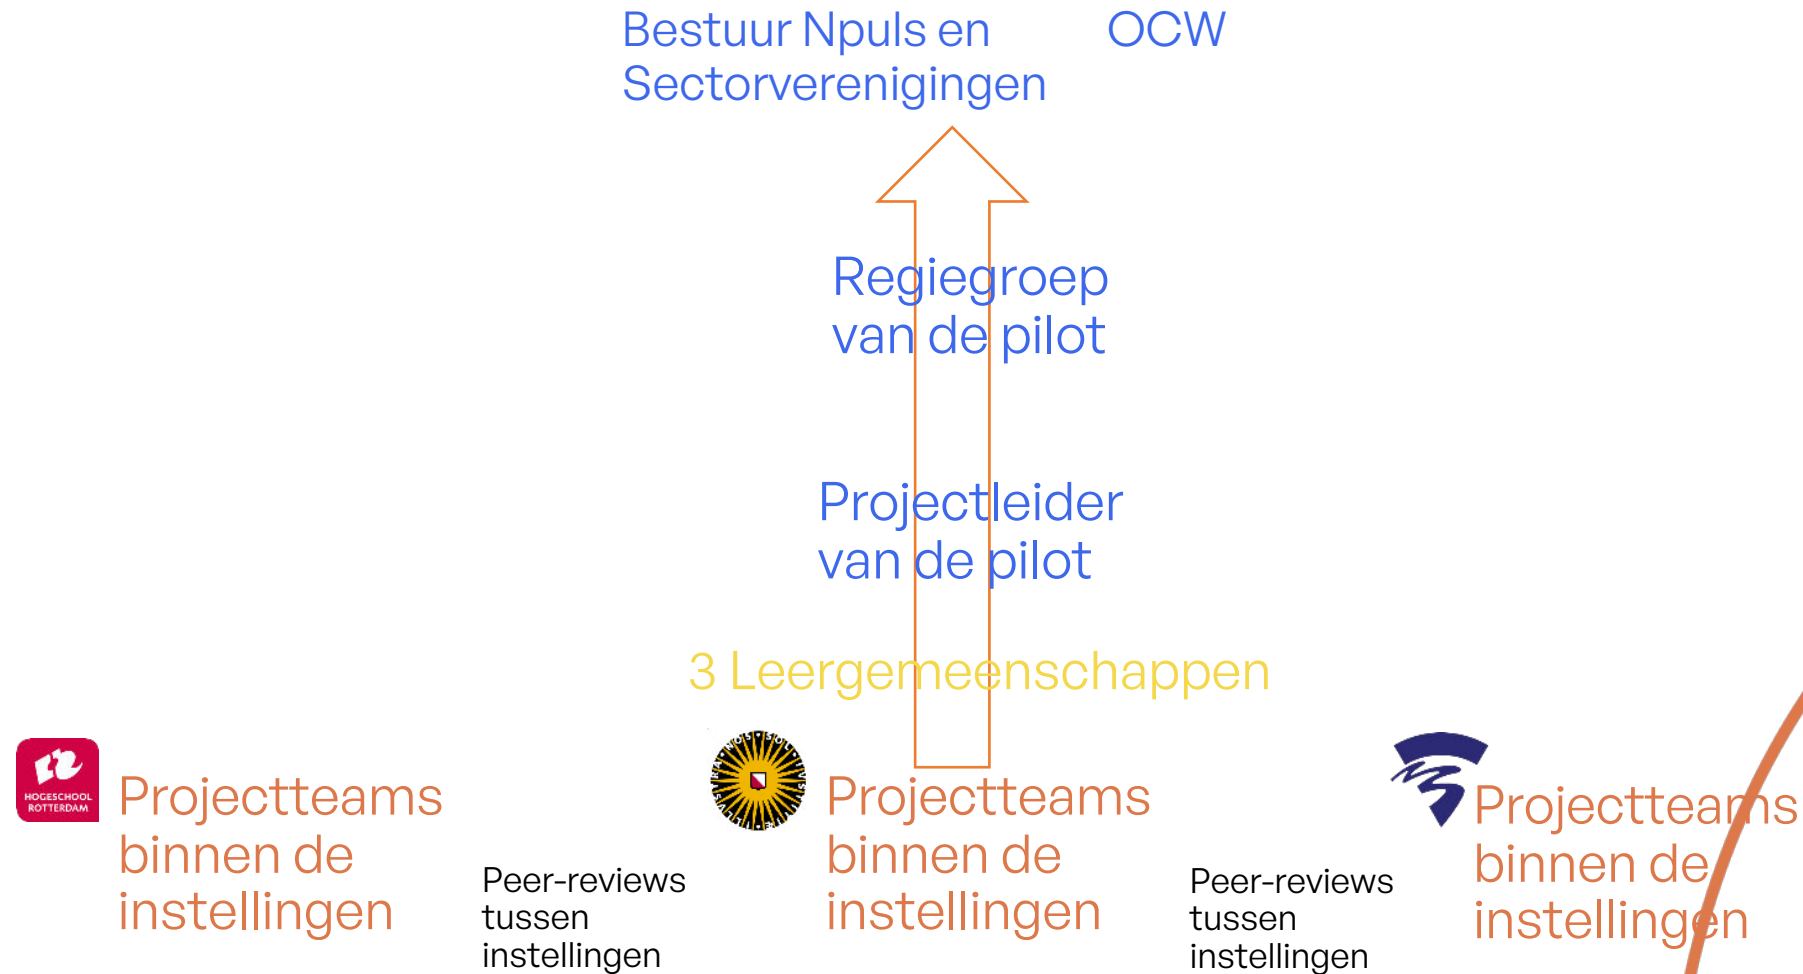 Bestuur Npuls en OCW
Sectorverenigingen
Regiegroep
van de pilot
Projectleider
van de pilot
3 Leergemeenschappen
HOGESCHOOL
ROTTERDAM
Projectteams
binnen de
instellingen
Peer-reviews
tussen
instellingen
Projectteams
binnen de
instellingen
Peer-reviews
tussen
instellingen
Projectteams
binnen de
instellingen